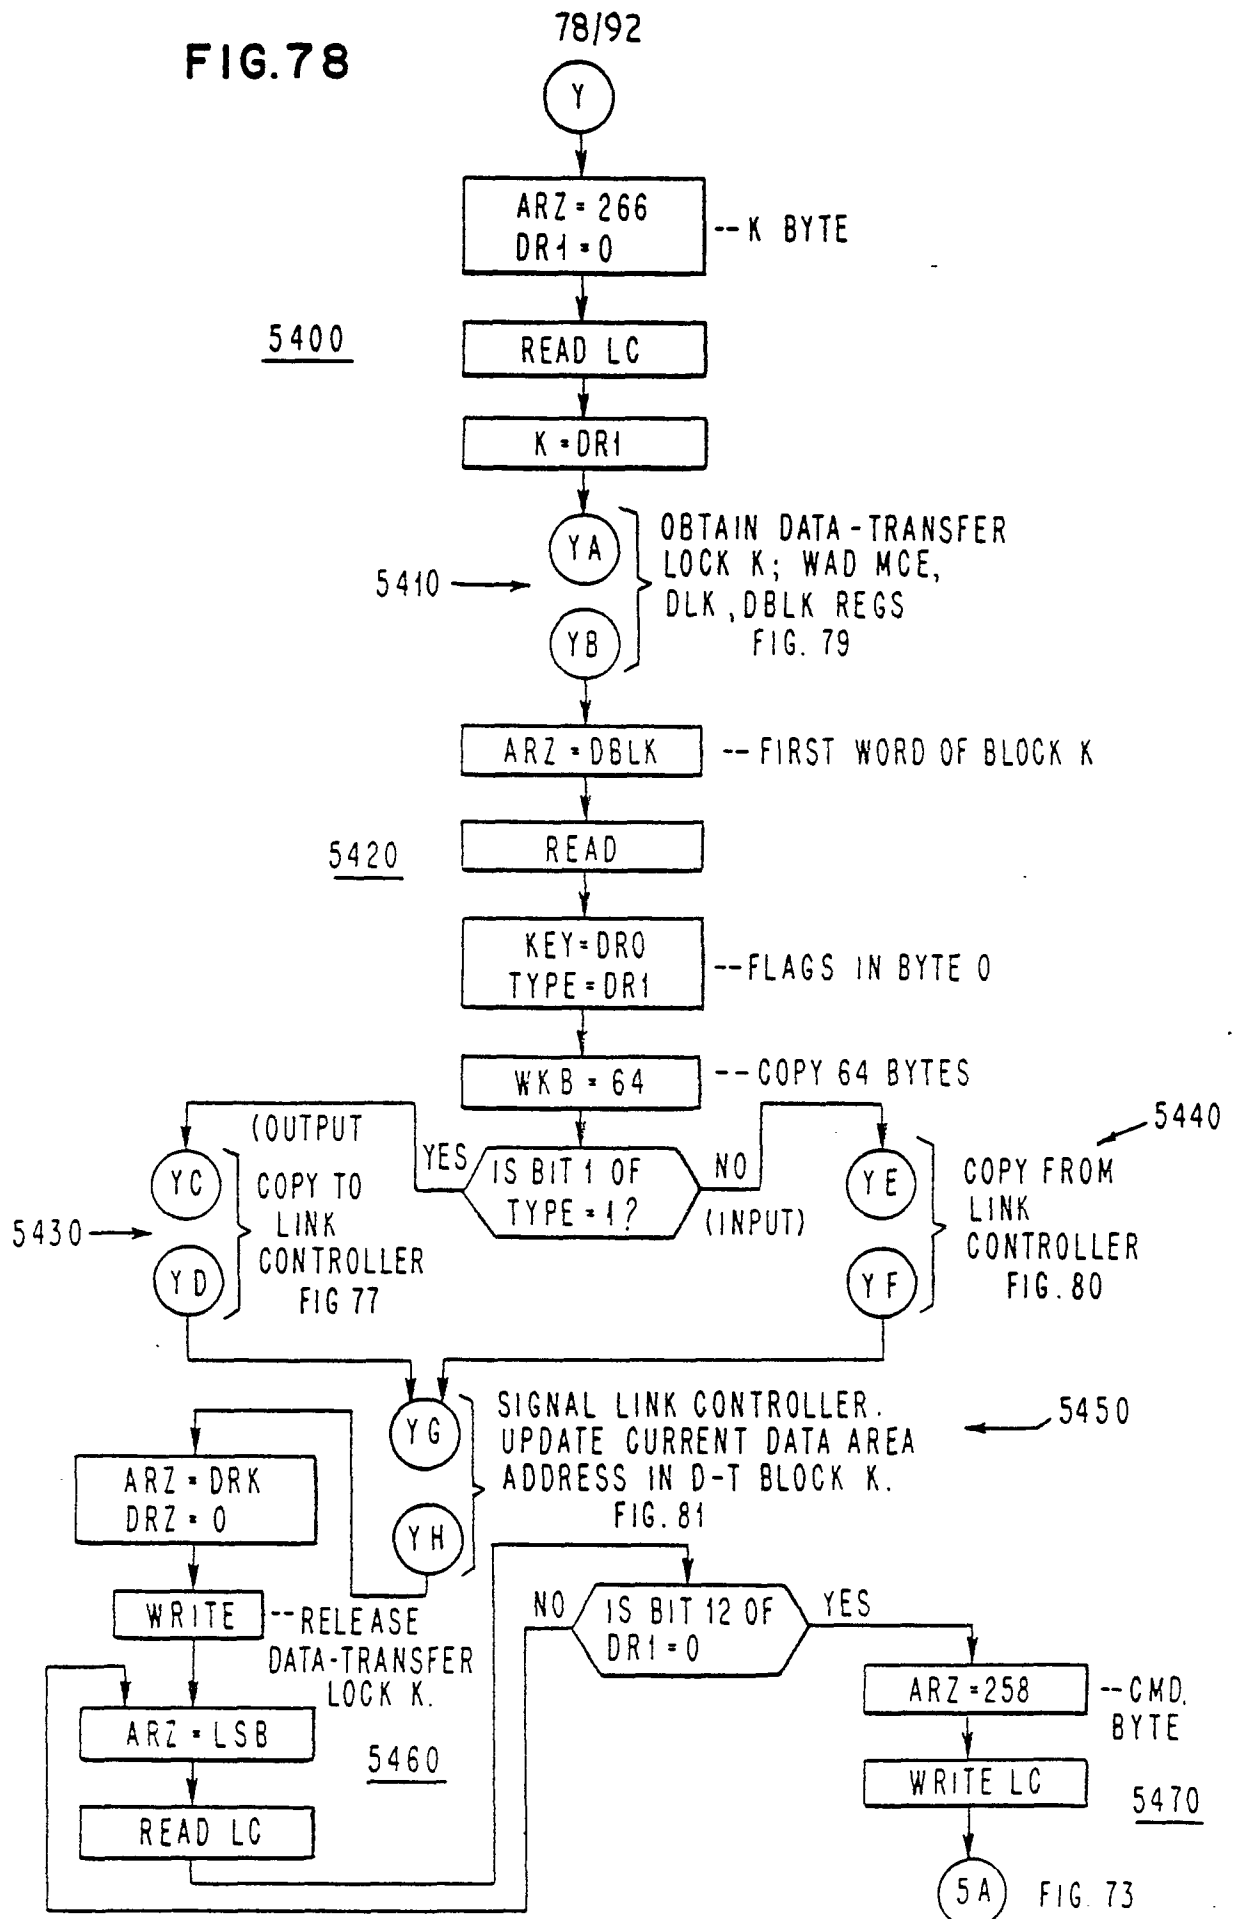 78/92
FIG.78
Y
ARZ = 266
DR1 = 0
-- K BYTE
5400
READ LC
K = DR1
YA
YB
5410
OBTAIN DATA-TRANSFER
LOCK K; WAD MCE,
DLK, DBLK REGS
FIG. 79
ARZ = DBLK
-- FIRST WORD OF BLOCK K
5420
READ
KEY = DR0
TYPE = DR1
-- FLAGS IN BYTE 0
WKB = 64
-- COPY 64 BYTES
(OUTPUT
YES
IS BIT 1 OF
TYPE = 1?
NO
(INPUT)
5430
YC
YD
COPY TO
LINK
CONTROLLER
FIG 77
5440
YE
YF
COPY FROM
LINK
CONTROLLER
FIG. 80
YG
YH
SIGNAL LINK CONTROLLER.
UPDATE CURRENT DATA AREA
ADDRESS IN D-T BLOCK K.
FIG. 81
5450
ARZ = DRK
DRZ = 0
WRITE
-- RELEASE
DATA-TRANSFER
LOCK K.
ARZ = LSB
5460
READ LC
NO
IS BIT 12 OF
DR1 = 0
YES
ARZ = 258
-- CMD.
BYTE
WRITE LC
5470
5A
FIG. 73